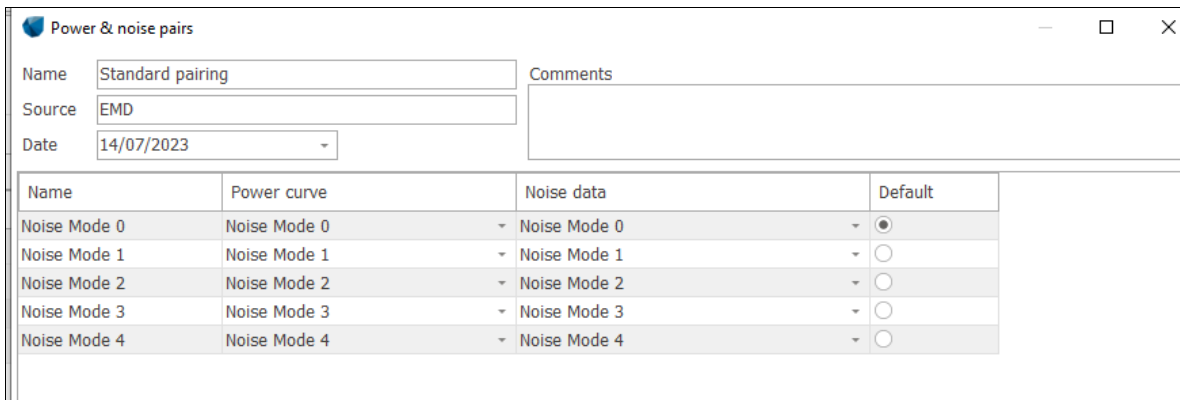 Power & noise pairs
Name Standard pairing Comments
Source EMD
Date 14/07/2023
Name Power curve Noise data Default
Noise Mode 0 Noise Mode 0 Noise Mode 0
Noise Mode 1 Noise Mode 1 Noise Mode 1
Noise Mode 2 Noise Mode 2 Noise Mode 2
Noise Mode 3 Noise Mode 3 Noise Mode 3
Noise Mode 4 Noise Mode 4 Noise Mode 4